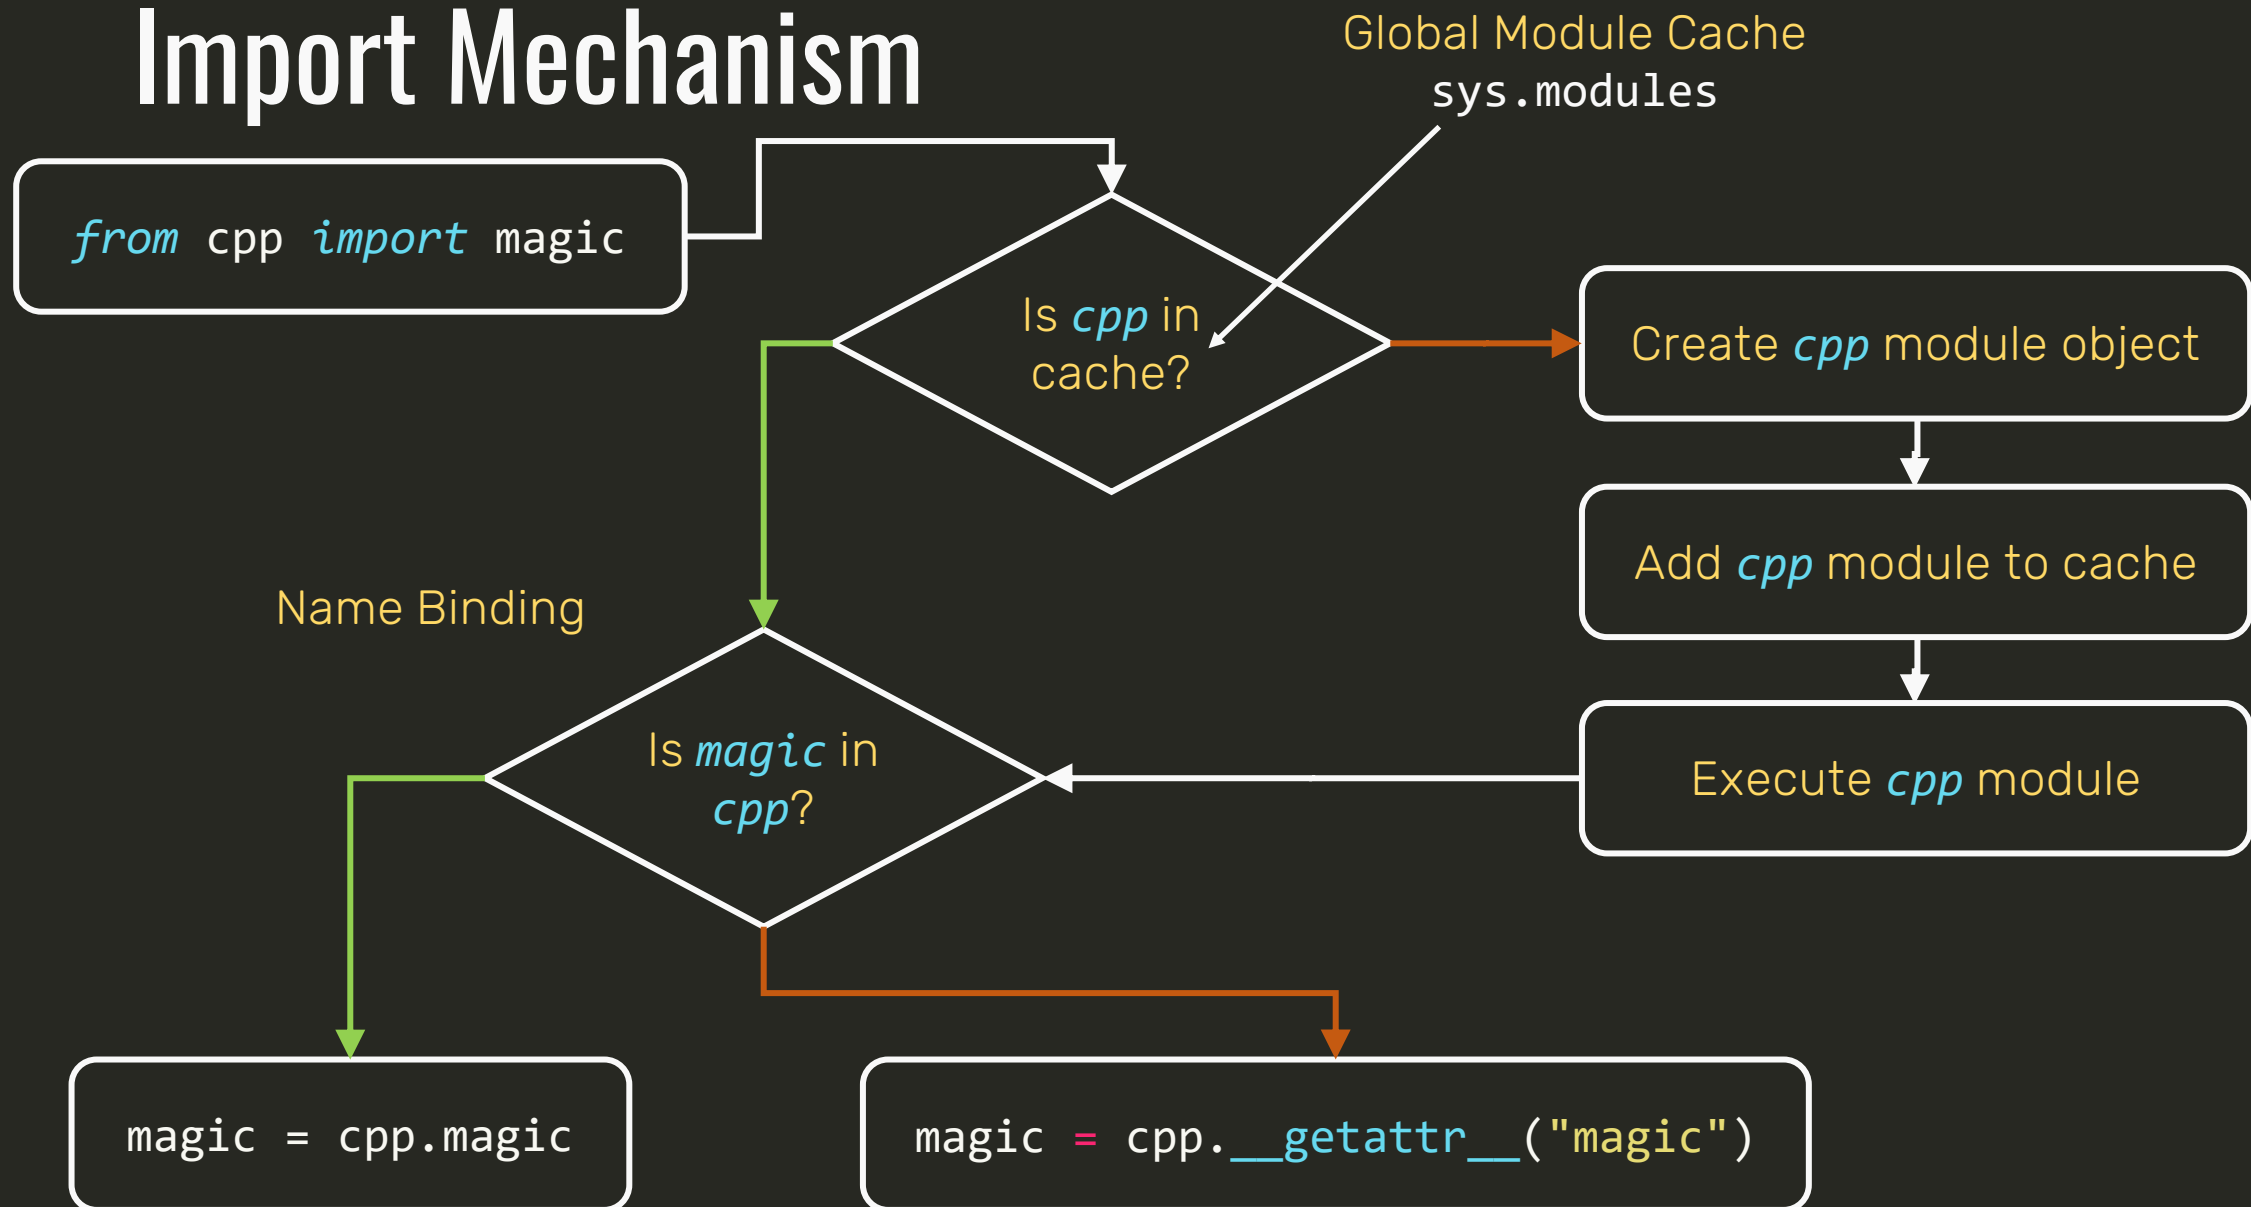 Import Mechanism
Global Module Cache
sys.modules
from cpp import magic
Is cpp in
cache?
Create cpp module object
Add cpp module to cache
Name Binding
Is magic in
cpp?
Execute cpp module
magic = cpp.magic
magic = cpp.__getattr__("magic")